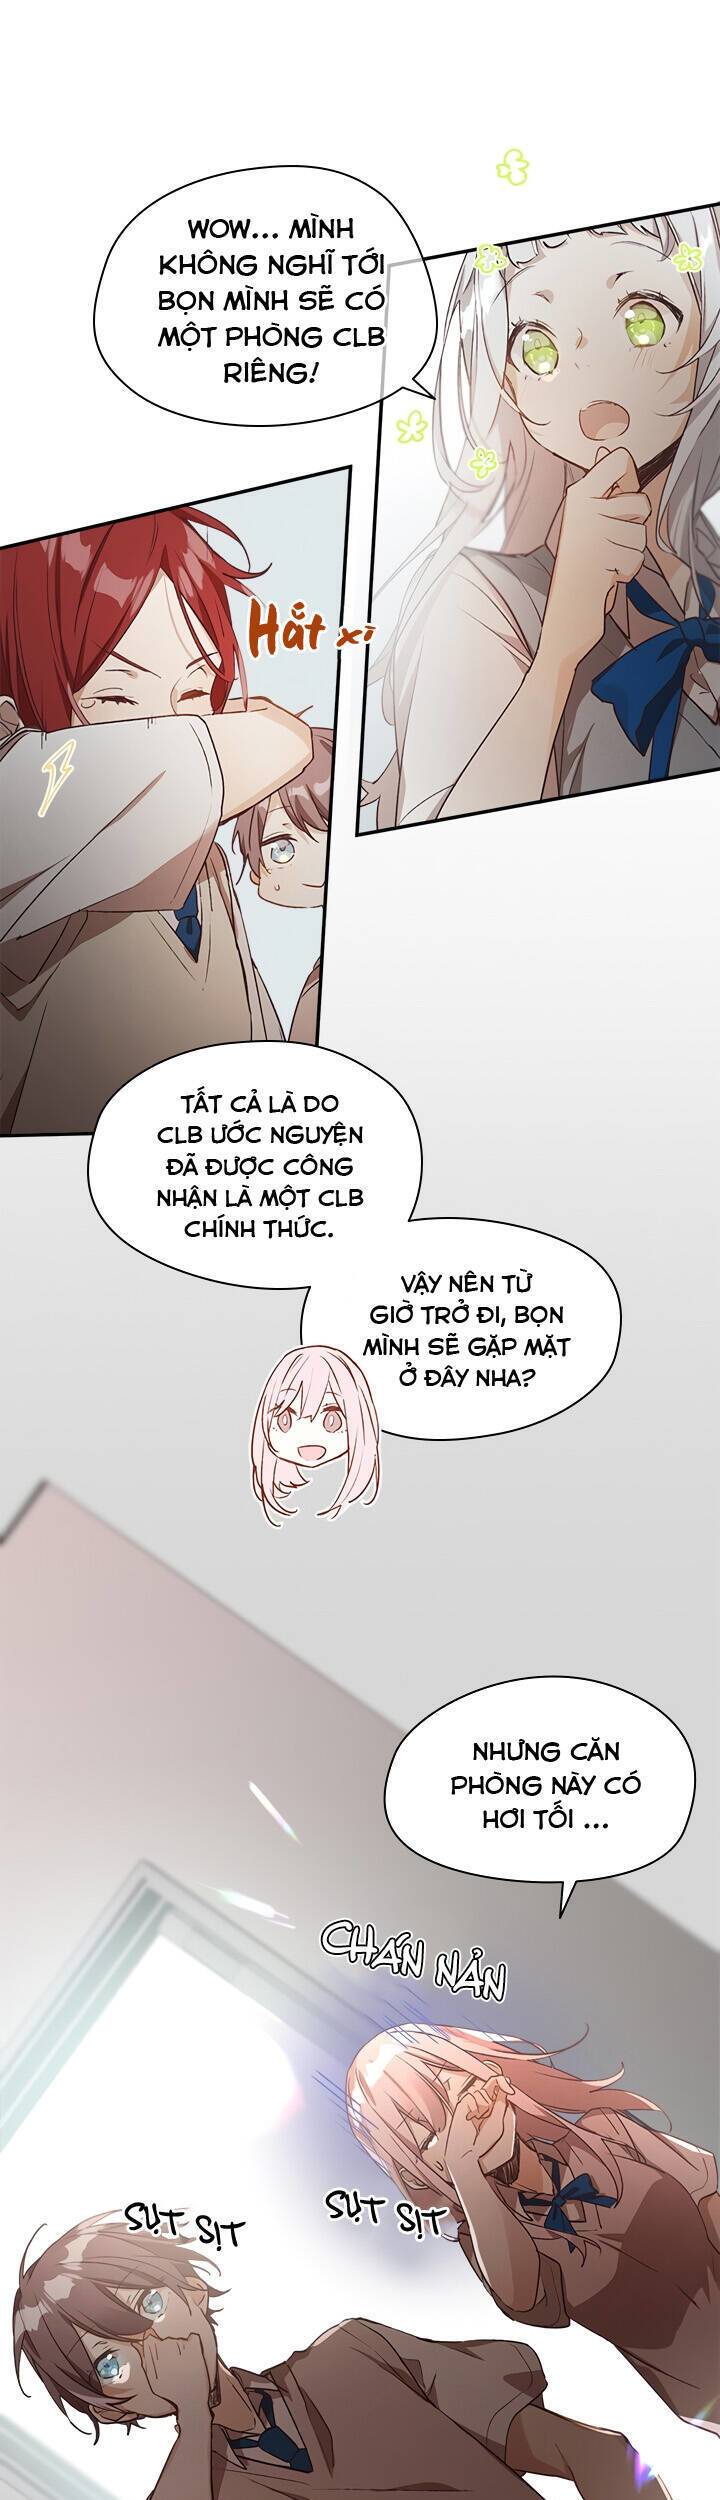 WOW... MÌNH
KHÔNG NGHĨ TỚI
BỌN MÌNH SẼ CÓ
MỘT PHÒNG CLB
RIÊNG!
Hắt xì
TẤT CẢ LÀ DO
CLB ƯỚC NGUYỆN
ĐÃ ĐƯỢC CÔNG
NHẬN LÀ MỘT CLB
CHÍNH THỨC.
VẬY NÊN TỪ
GIỜ TRỞ ĐI, BỌN
MÌNH SẼ GẶP MẶT
Ở ĐÂY NHA?
NHƯNG CĂN
PHÒNG NÀY CÓ
HƠI TỐI ...
CHÁN NẢN
SỤT SỊT
SỤT SỊT